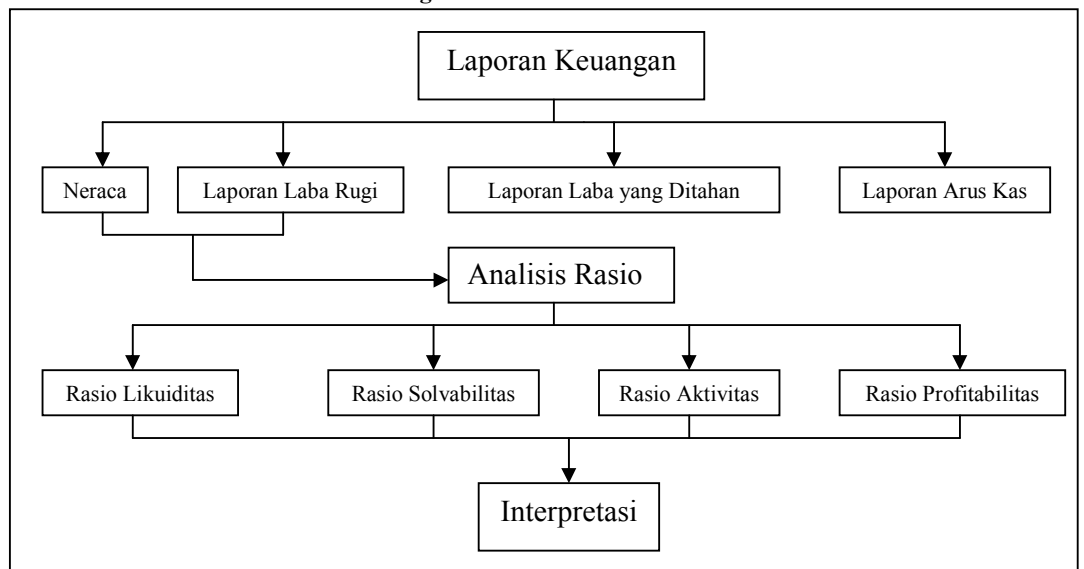 Laporan Keuangan
Neraca
Laporan Laba Rugi
Laporan Laba yang Ditahan
Laporan Arus Kas
Analisis Rasio
Rasio Likuiditas
Rasio Solvabilitas
Rasio Aktivitas
Rasio Profitabilitas
Interpretasi